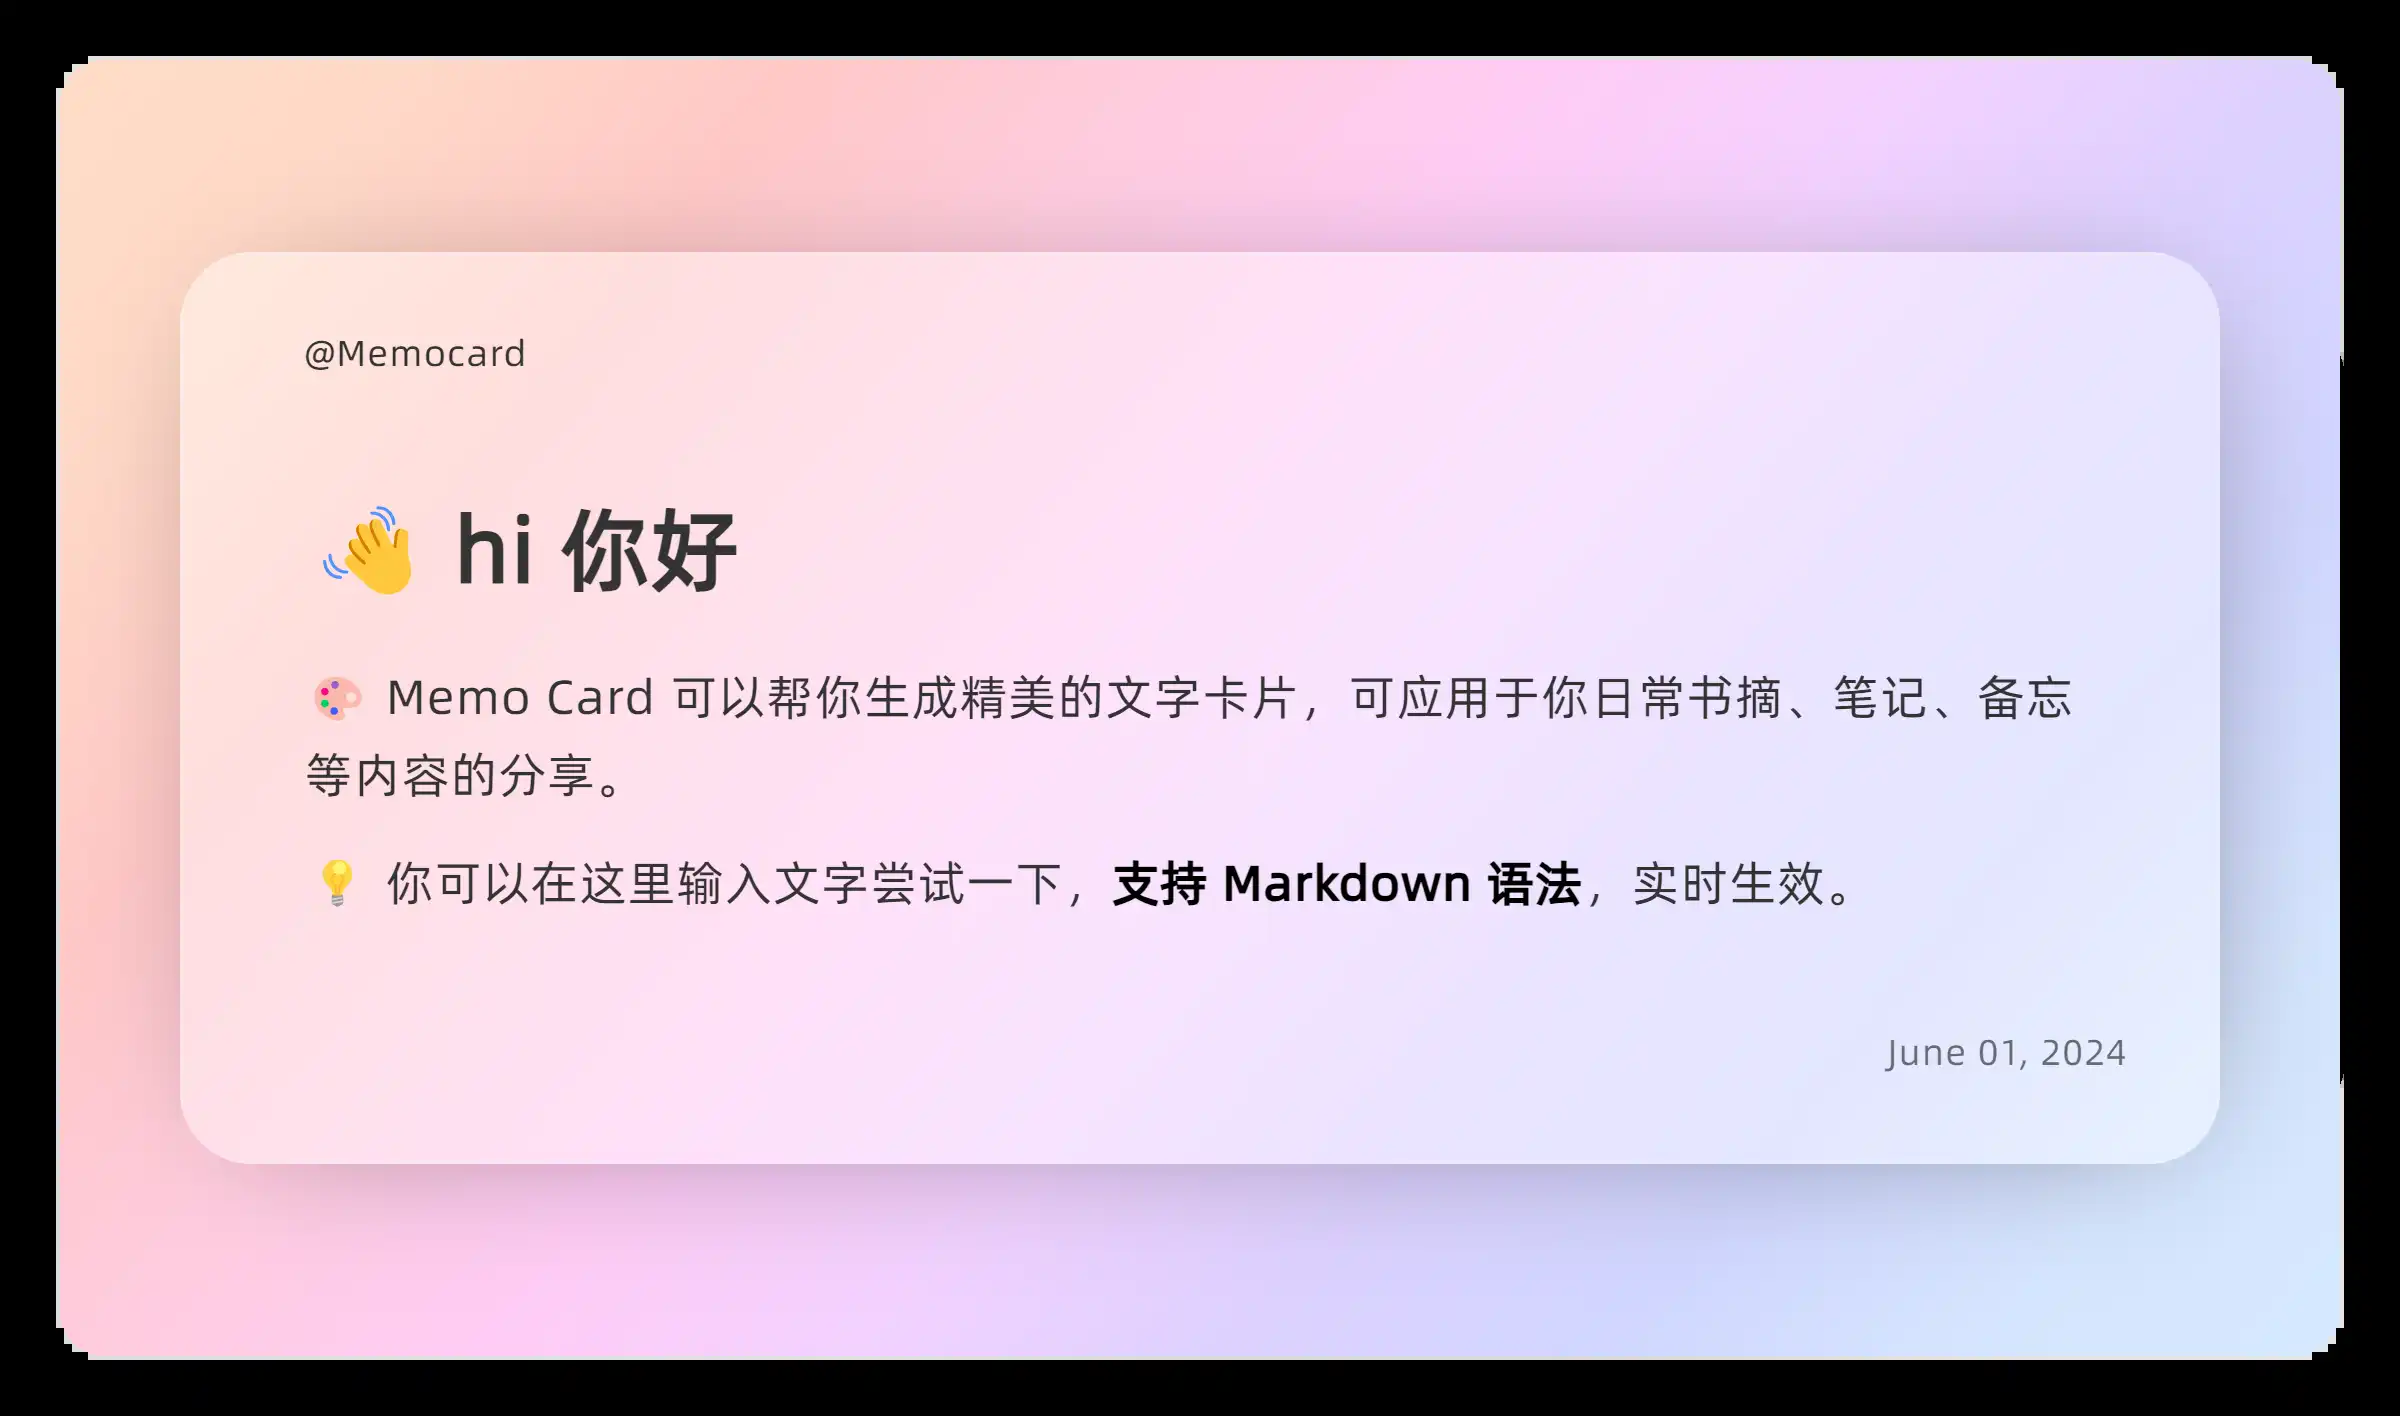 @Memocard
👋 hi 你好
🎨 Memo Card 可以帮你生成精美的文字卡片，可应用于你日常书摘、笔记、备忘
等内容的分享。
💡 你可以在这里输入文字尝试一下，支持 Markdown 语法，实时生效。
June 01, 2024